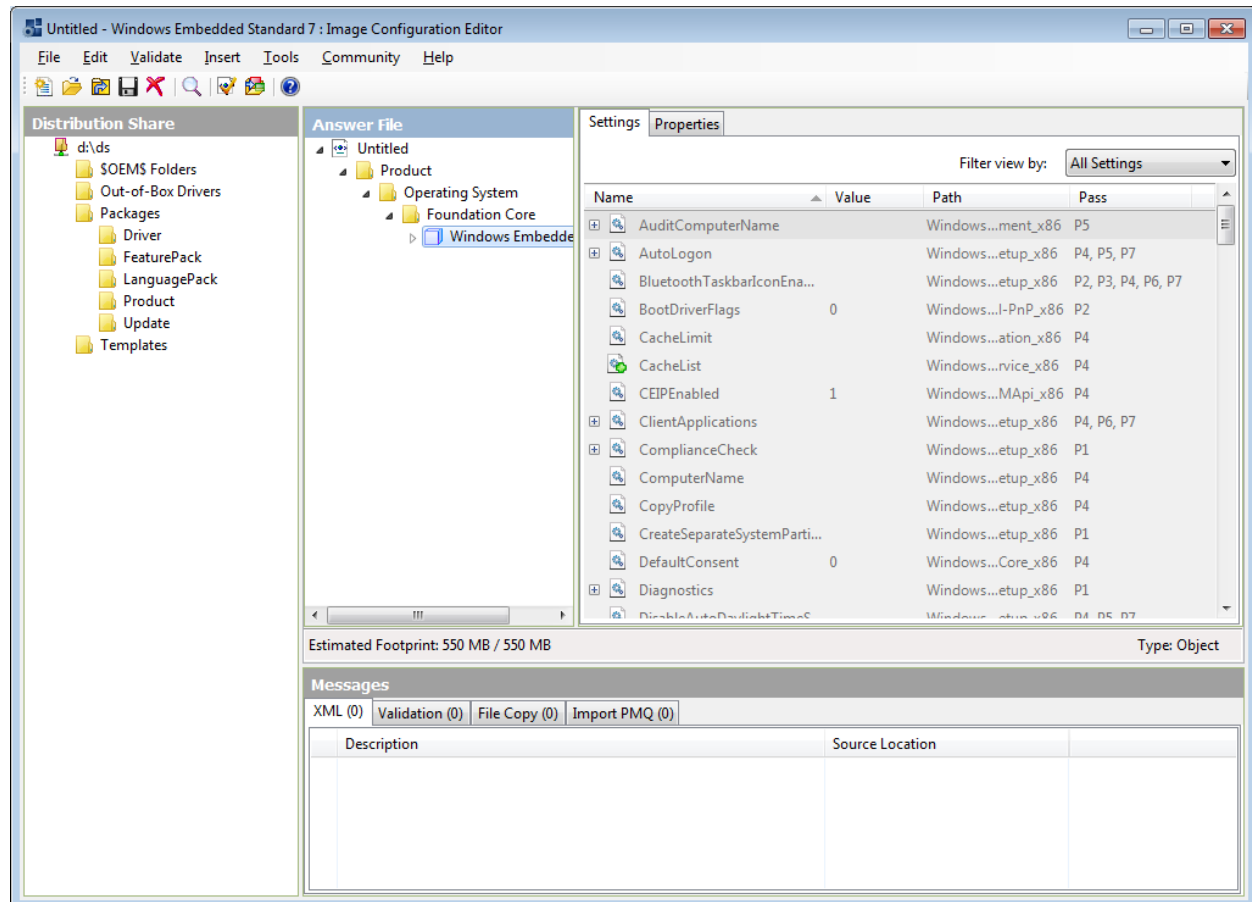 Untitled - Windows Embedded Standard 7 : Image Configuration Editor
File Edit Validate Insert Tools Community Help
Distribution Share
d:\ds
$OEM$ Folders
Out-of-Box Drivers
Packages
Driver
FeaturePack
LanguagePack
Product
Update
Templates
Answer File
Untitled
Product
Operating System
Foundation Core
Windows Embedde
Settings Properties
Filter view by: All Settings
Name Value Path Pass
AuditComputerName Windows...ment_x86 P5
AutoLogon Windows...etup_x86 P4, P5, P7
BluetoothTaskbarIconEna... Windows...etup_x86 P2, P3, P4, P6, P7
BootDriverFlags 0 Windows...I-PnP_x86 P2
CacheLimit Windows...ation_x86 P4
CacheList Windows...rvice_x86 P4
CEIPEnabled 1 Windows...MApi_x86 P4
ClientApplications Windows...etup_x86 P4, P6, P7
ComplianceCheck Windows...etup_x86 P1
ComputerName Windows...etup_x86 P4
CopyProfile Windows...etup_x86 P4
CreateSeparateSystemParti... Windows...etup_x86 P1
DefaultConsent 0 Windows...Core_x86 P4
Diagnostics Windows...etup_x86 P1
DisableAutoDaylightTimeS... Windows...etup_x86 P4, P5, P7
Estimated Footprint: 550 MB / 550 MB Type: Object
Messages
XML (0) Validation (0) File Copy (0) Import PMQ (0)
Description Source Location